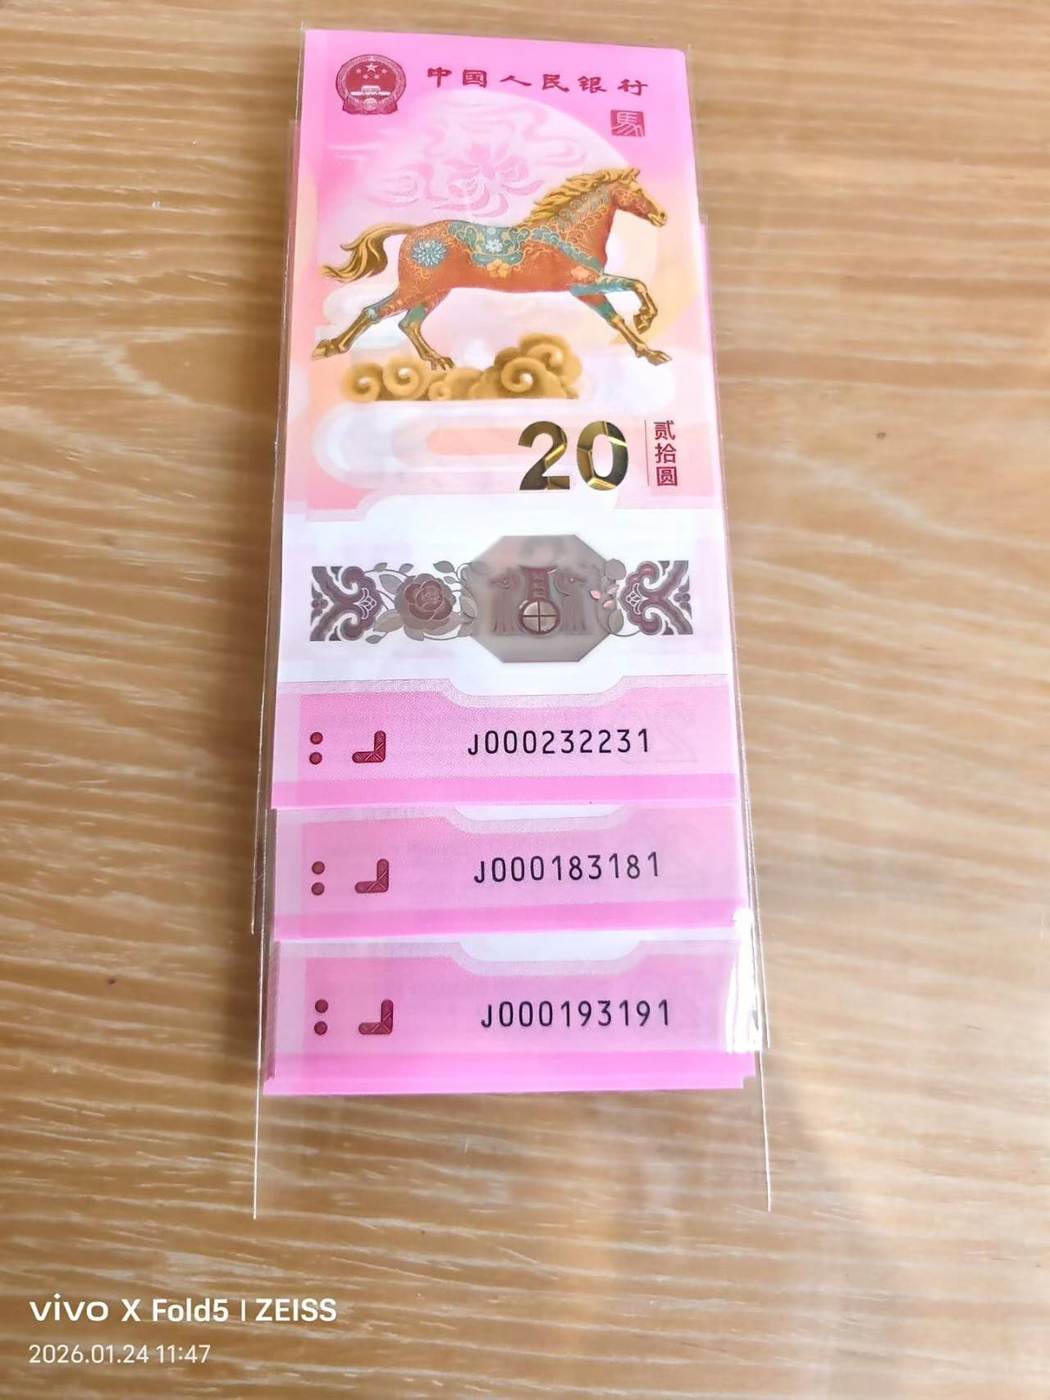 中国人民银行
馬
20 贰拾圆
J000232231
J000183181
J000193191
vivo X Fold5 | ZEISS
2026.01.24 11:47